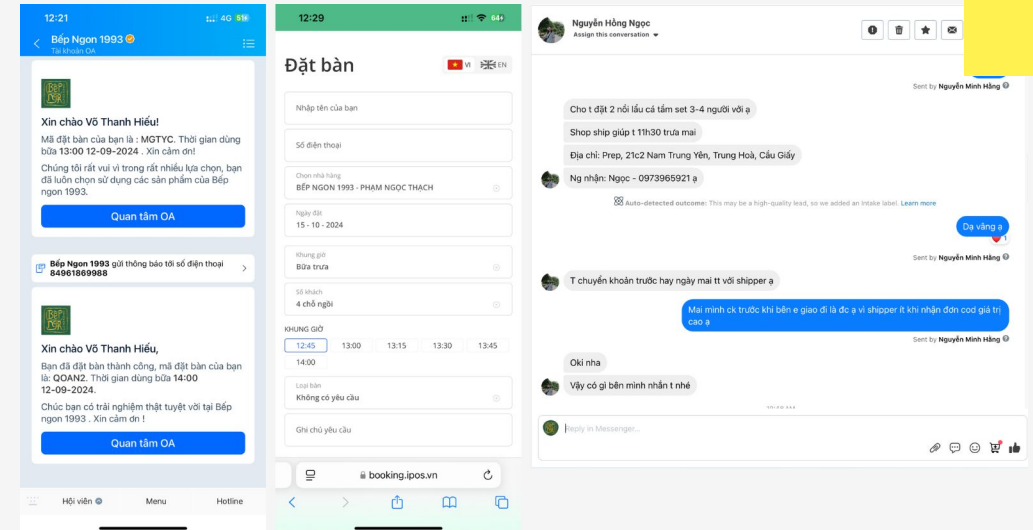 12:21
4G
Bếp Ngon 1993
Tài khoản OA
Xin chào Võ Thanh Hiếu!
Mã đặt bàn của bạn là : MGTYC. Thời gian dùng
bữa 13:00 12-09-2024 . Xin cảm ơn!
Chúng tôi rất vui vì trong rất nhiều lựa chọn, bạn
đã luôn chọn sử dụng các sản phẩm của Bếp
ngon 1993.
Quan tâm OA
Bếp Ngon 1993 gửi thông báo tới số điện thoại
84961869988
Xin chào Võ Thanh Hiếu,
Bạn đã đặt bàn thành công, mã đặt bàn của bạn
là: QOAN2. Thời gian dùng bữa 14:00
12-09-2024.
Chúc bạn có trải nghiệm thật tuyệt vời tại Bếp
ngon 1993 . Xin cảm ơn !
Quan tâm OA
Hội viên
Menu
Hotline
12:29
Đặt bàn
VI
EN
Nhập tên của bạn
Số điện thoại
Chọn nhà hàng
BẾP NGON 1993 - PHẠM NGỌC THẠCH
Ngày đặt
15 - 10 - 2024
Khung giờ
Bữa trưa
Số khách
4 chỗ ngồi
KHUNG GIỜ
12:45 13:00 13:15 13:30 13:45
14:00
Loại bàn
Không có yêu cầu
Ghi chú yêu cầu
booking.ipos.vn
Nguyễn Hồng Ngọc
Assign this conversation
Sent by Nguyễn Minh Hằng
Cho t đặt 2 nồi lẩu cá tầm set 3-4 người với ạ
Shop ship giúp t 11h30 trưa mai
Địa chỉ: Prep, 21c2 Nam Trung Yên, Trung Hoà, Cầu Giấy
Ng nhận: Ngọc - 0973965921 ạ
Auto-detected outcome: This may be a high-quality lead, so we added an intake label. Learn more
Dạ vâng ạ
1
Sent by Nguyễn Minh Hằng
T chuyển khoản trước hay ngày mai tt với shipper ạ
Mai mình ck trước khi bên e giao đi là đc ạ vì shipper ít khi nhận đơn cod giá trị
cao ạ
Sent by Nguyễn Minh Hằng
Oki nha
Vậy có gì bên mình nhắn t nhé
Reply in Messenger...